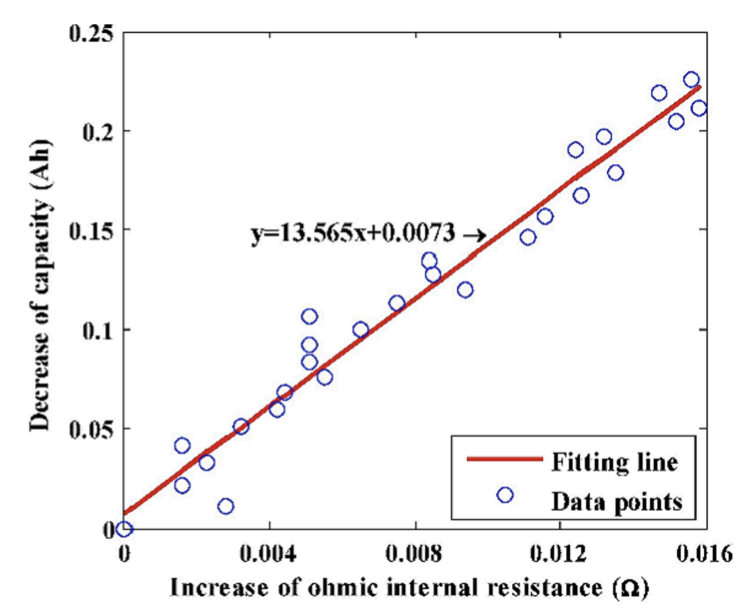 0.25
0.2
0.15
0.1
0.05
0
Decrease of capacity (Ah)
y=13.565x+0.0073 →
Fitting line
Data points
0 0.004 0.008 0.012 0.016
Increase of ohmic internal resistance (Ω)